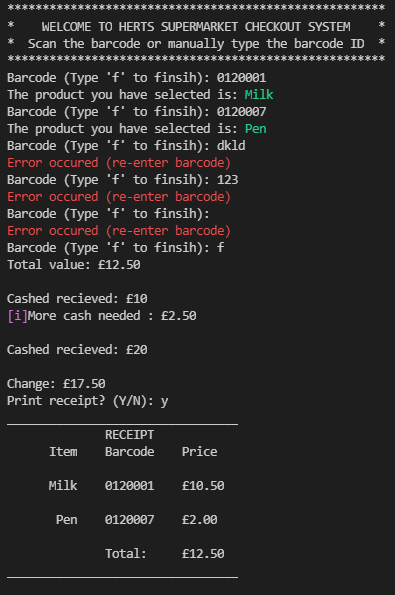 ******************************************************
*    WELCOME TO HERTS SUPERMARKET CHECKOUT SYSTEM    *
*  Scan the barcode or manually type the barcode ID  *
******************************************************
Barcode (Type 'f' to finsih): 0120001
The product you have selected is: Milk
Barcode (Type 'f' to finsih): 0120007
The product you have selected is: Pen
Barcode (Type 'f' to finsih): dkld
Error occured (re-enter barcode)
Barcode (Type 'f' to finsih): 123
Error occured (re-enter barcode)
Barcode (Type 'f' to finsih):
Error occured (re-enter barcode)
Barcode (Type 'f' to finsih): f
Total value: £12.50
Cashed recieved: £10
[i]More cash needed : £2.50
Cashed recieved: £20
Change: £17.50
Print receipt? (Y/N): y
_________________________________
RECEIPT
Item    Barcode    Price
Milk    0120001    £10.50
Pen    0120007    £2.00
Total:    £12.50
_________________________________